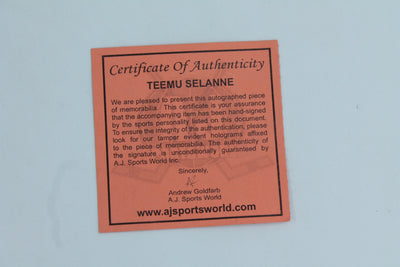 Certificate Of Authenticity
TEEMU SELANNE
We are pleased to present this autographed piece
of memorabilia. This certificate is your assurance
that the accompanying item has been hand-signed
by the sports personality listed on this document.
To ensure the integrity of the authentication, please
look for our tamper evident holograms affixed
to the piece of memorabilia. The authenticity of
the signature is unconditionally guaranteed by
A.J. Sports World Inc.
Sincerely,
Andrew Goldfarb
A.J. Sports World
www.ajsportsworld.com